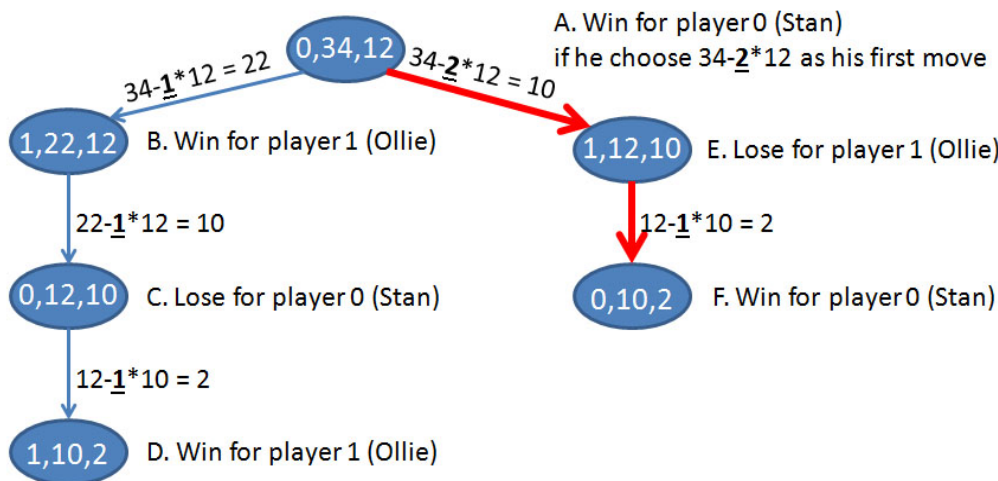 0,34,12
A. Win for player 0 (Stan)
if he choose 34-2*12 as his first move
34-1*12 = 22
34-2*12 = 10
1,22,12
B. Win for player 1 (Ollie)
1,12,10
E. Lose for player 1 (Ollie)
22-1*12 = 10
12-1*10 = 2
0,12,10
C. Lose for player 0 (Stan)
0,10,2
F. Win for player 0 (Stan)
12-1*10 = 2
1,10,2
D. Win for player 1 (Ollie)